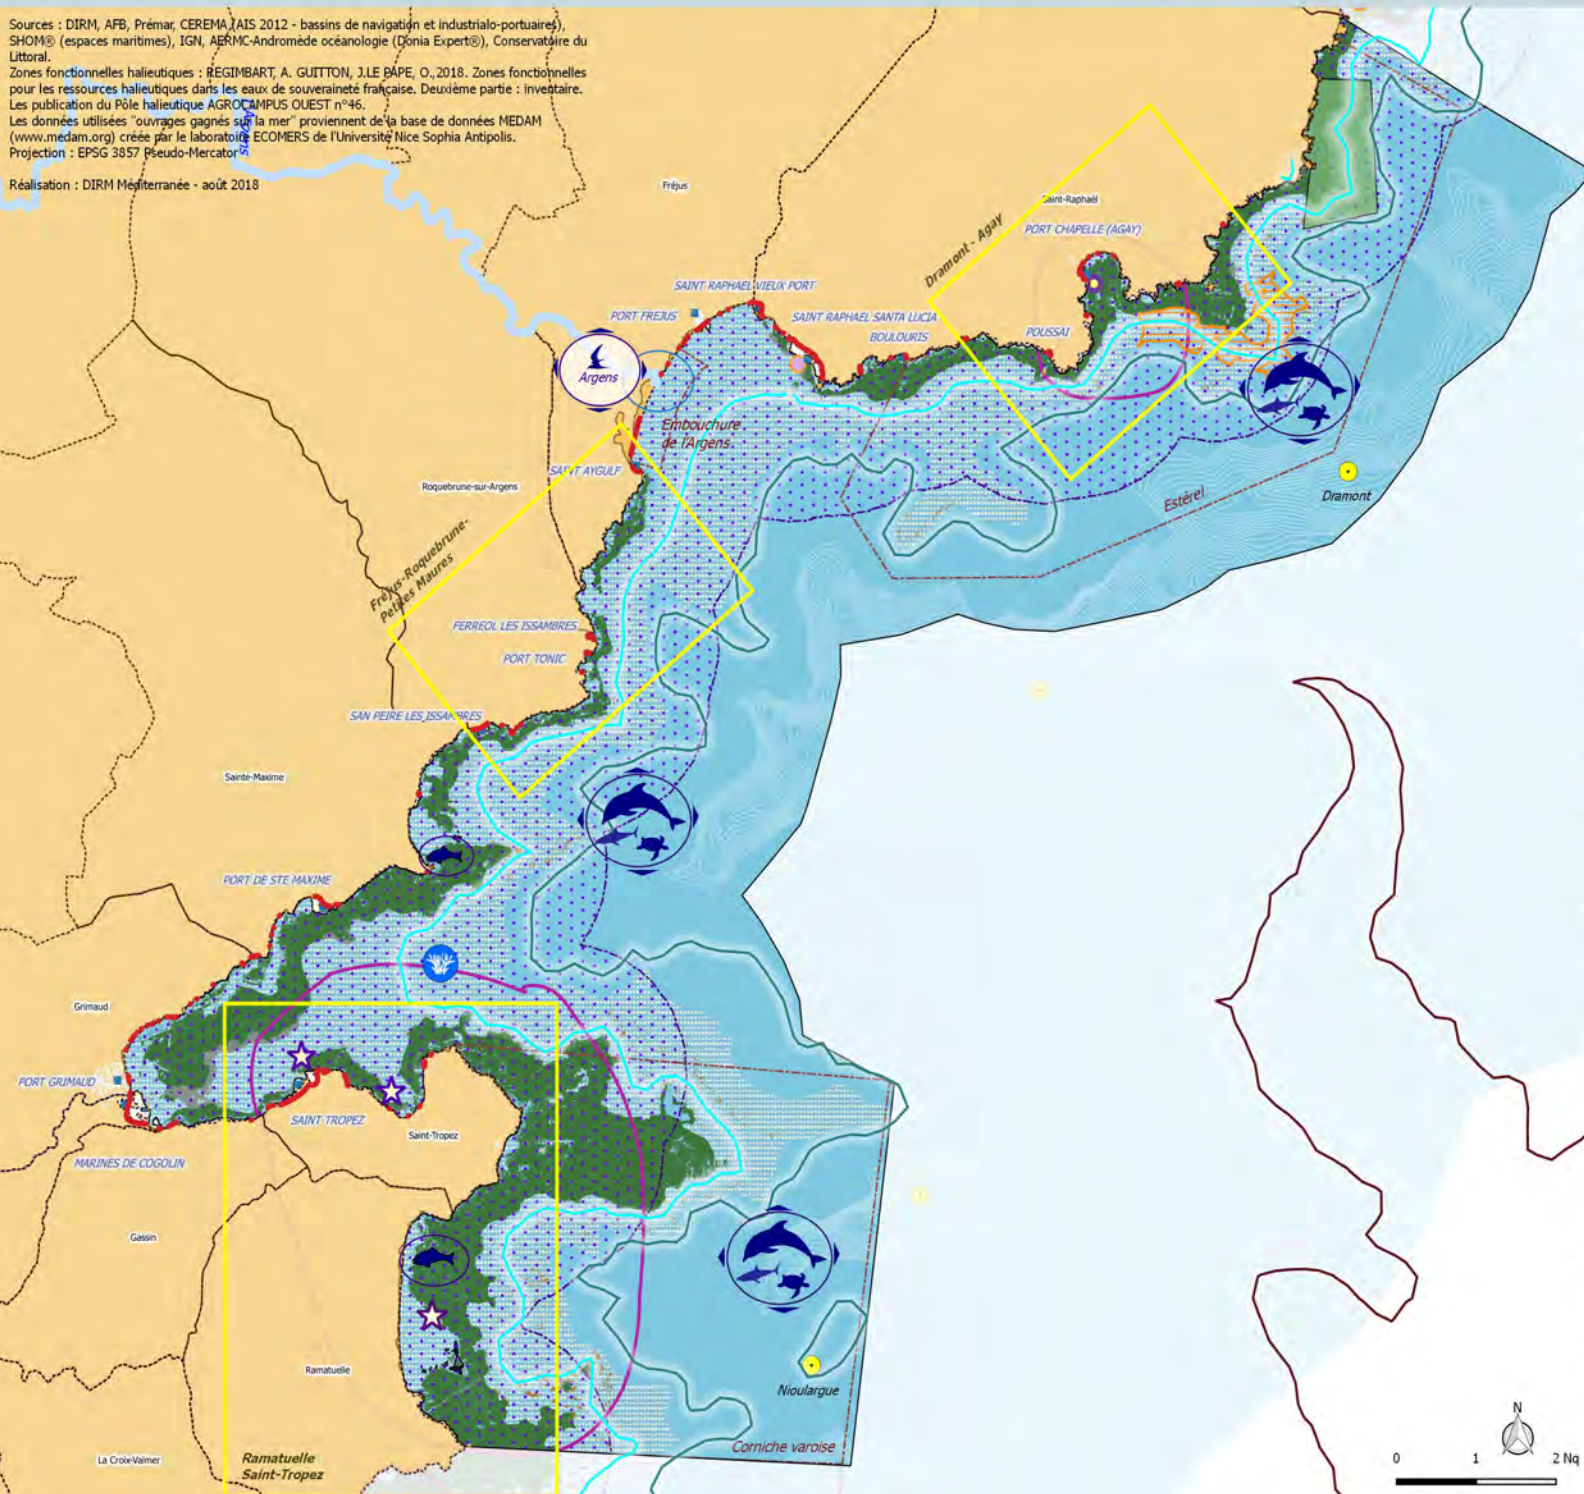 Sources : DIRM, AFB, Prémar, CEREMA (AIS 2012 - bassins de navigation et industrialo-portuaires),
SHOM® (espaces maritimes), IGN, AERMC-Andromède océanologie (Donia Expert®), Conservatoire du
Littoral.
Zones fonctionnelles halieutiques : REGIMBART, A. GUITTON, J.LE PAPE, O.,2018. Zones fonctionnelles
pour les ressources halieutiques dans les eaux de souveraineté française. Deuxième partie : inventaire.
Les publication du Pôle halieutique AGROCAMPUS OUEST n°46.
Les données utilisées "ouvrages gagnés sur la mer" proviennent de la base de données MEDAM
(www.medam.org) créée par le laboratoire ECOMERS de l'Université Nice Sophia Antipolis.
Projection : EPSG 3857 Pseudo-Mercator
Réalisation : DIRM Méditerranée - août 2018
Argens
Fréjus
Saint-Raphaël
PORT CHAPELLE (AGAY)
Dramont - Agay
SAINT RAPHAEL VIEUX PORT
PORT FREJUS
SAINT RAPHAEL SANTA LUCIA
BOULOURIS
POUSSAI
Argens
Embouchure
de l'Argens
SAINT AYGULF
Roquebrune-sur-Argens
Estérel
Dramont
Fréjus-Roquebrune-
Petites Maures
FERREOL LES ISSAMBRES
PORT TONIC
SAN PEIRE LES ISSAMBRES
Sainte-Maxime
PORT DE STE MAXIME
Grimaud
PORT GRIMAUD
SAINT TROPEZ
Saint-Tropez
MARINES DE COGOLIN
Gassin
Ramatuelle
Nioulargue
Corniche varoise
La Croix-Valmer
Ramatuelle
Saint-Tropez
N
0 1 2 Nq